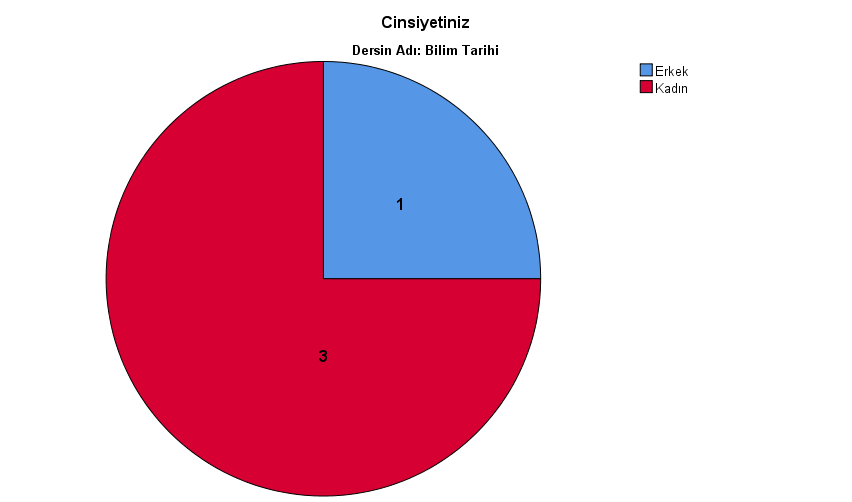 Cinsiyetiniz
Dersin Adı: Bilim Tarihi
Erkek
Kadın
1
3